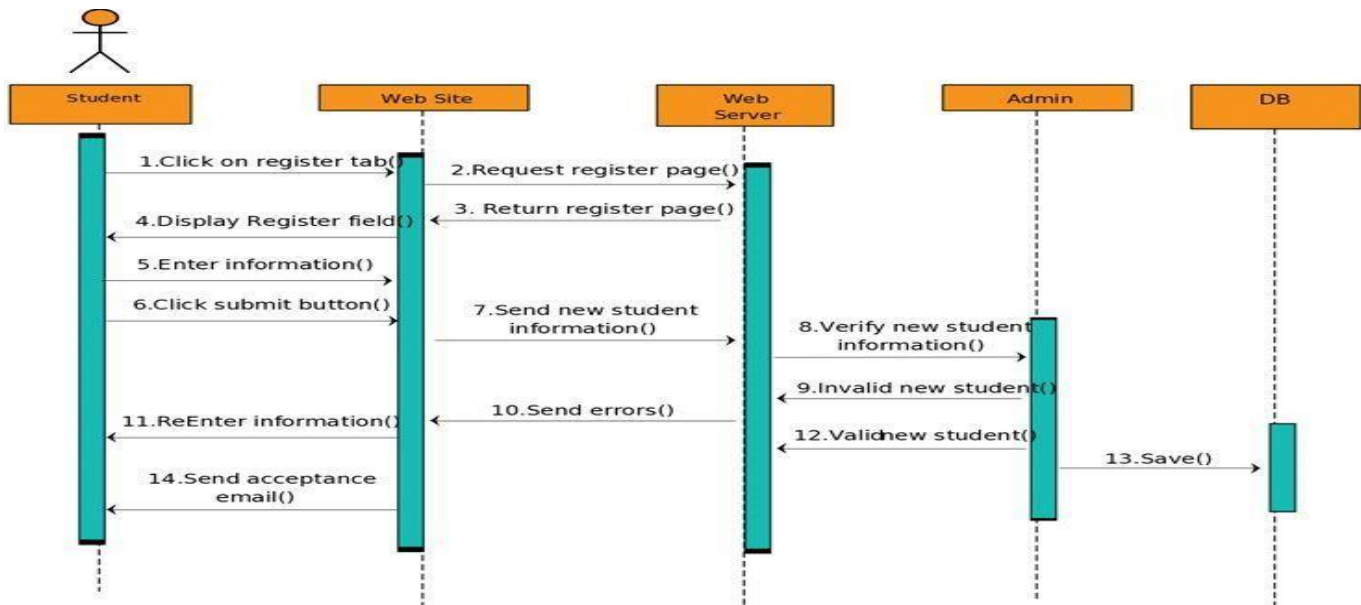 Student
Web Site
Web
Server
Admin
DB
1.Click on register tab()
2.Request register page()
3. Return register page()
4.Display Register field()
5.Enter information()
6.Click submit button()
7.Send new student
information()
8.Verify new student
information()
9.Invalid new student()
10.Send errors()
11.ReEnter information()
12.Validnew student()
13.Save()
14.Send acceptance
email()